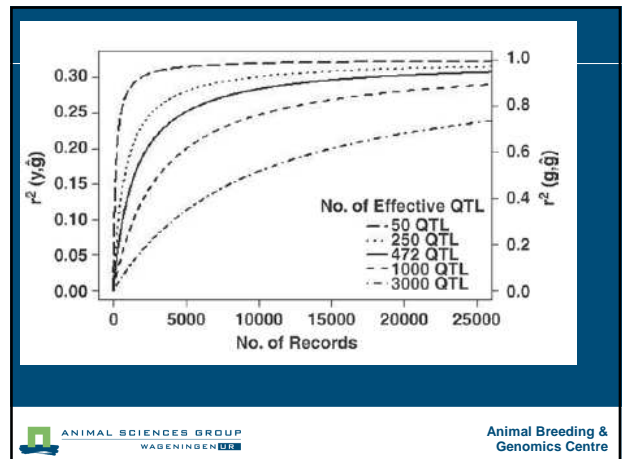 0.30
0.25
0.20
0.15
0.10
0.05
0.00
r² (y,ĝ)
1.0
0.8
0.6
0.4
0.2
0.0
r² (g,ĝ)
No. of Effective QTL
50 QTL
250 QTL
472 QTL
1000 QTL
3000 QTL
0 5000 10000 15000 20000 25000
No. of Records
ANIMAL SCIENCES GROUP
WAGENINGEN UR
Animal Breeding &
Genomics Centre